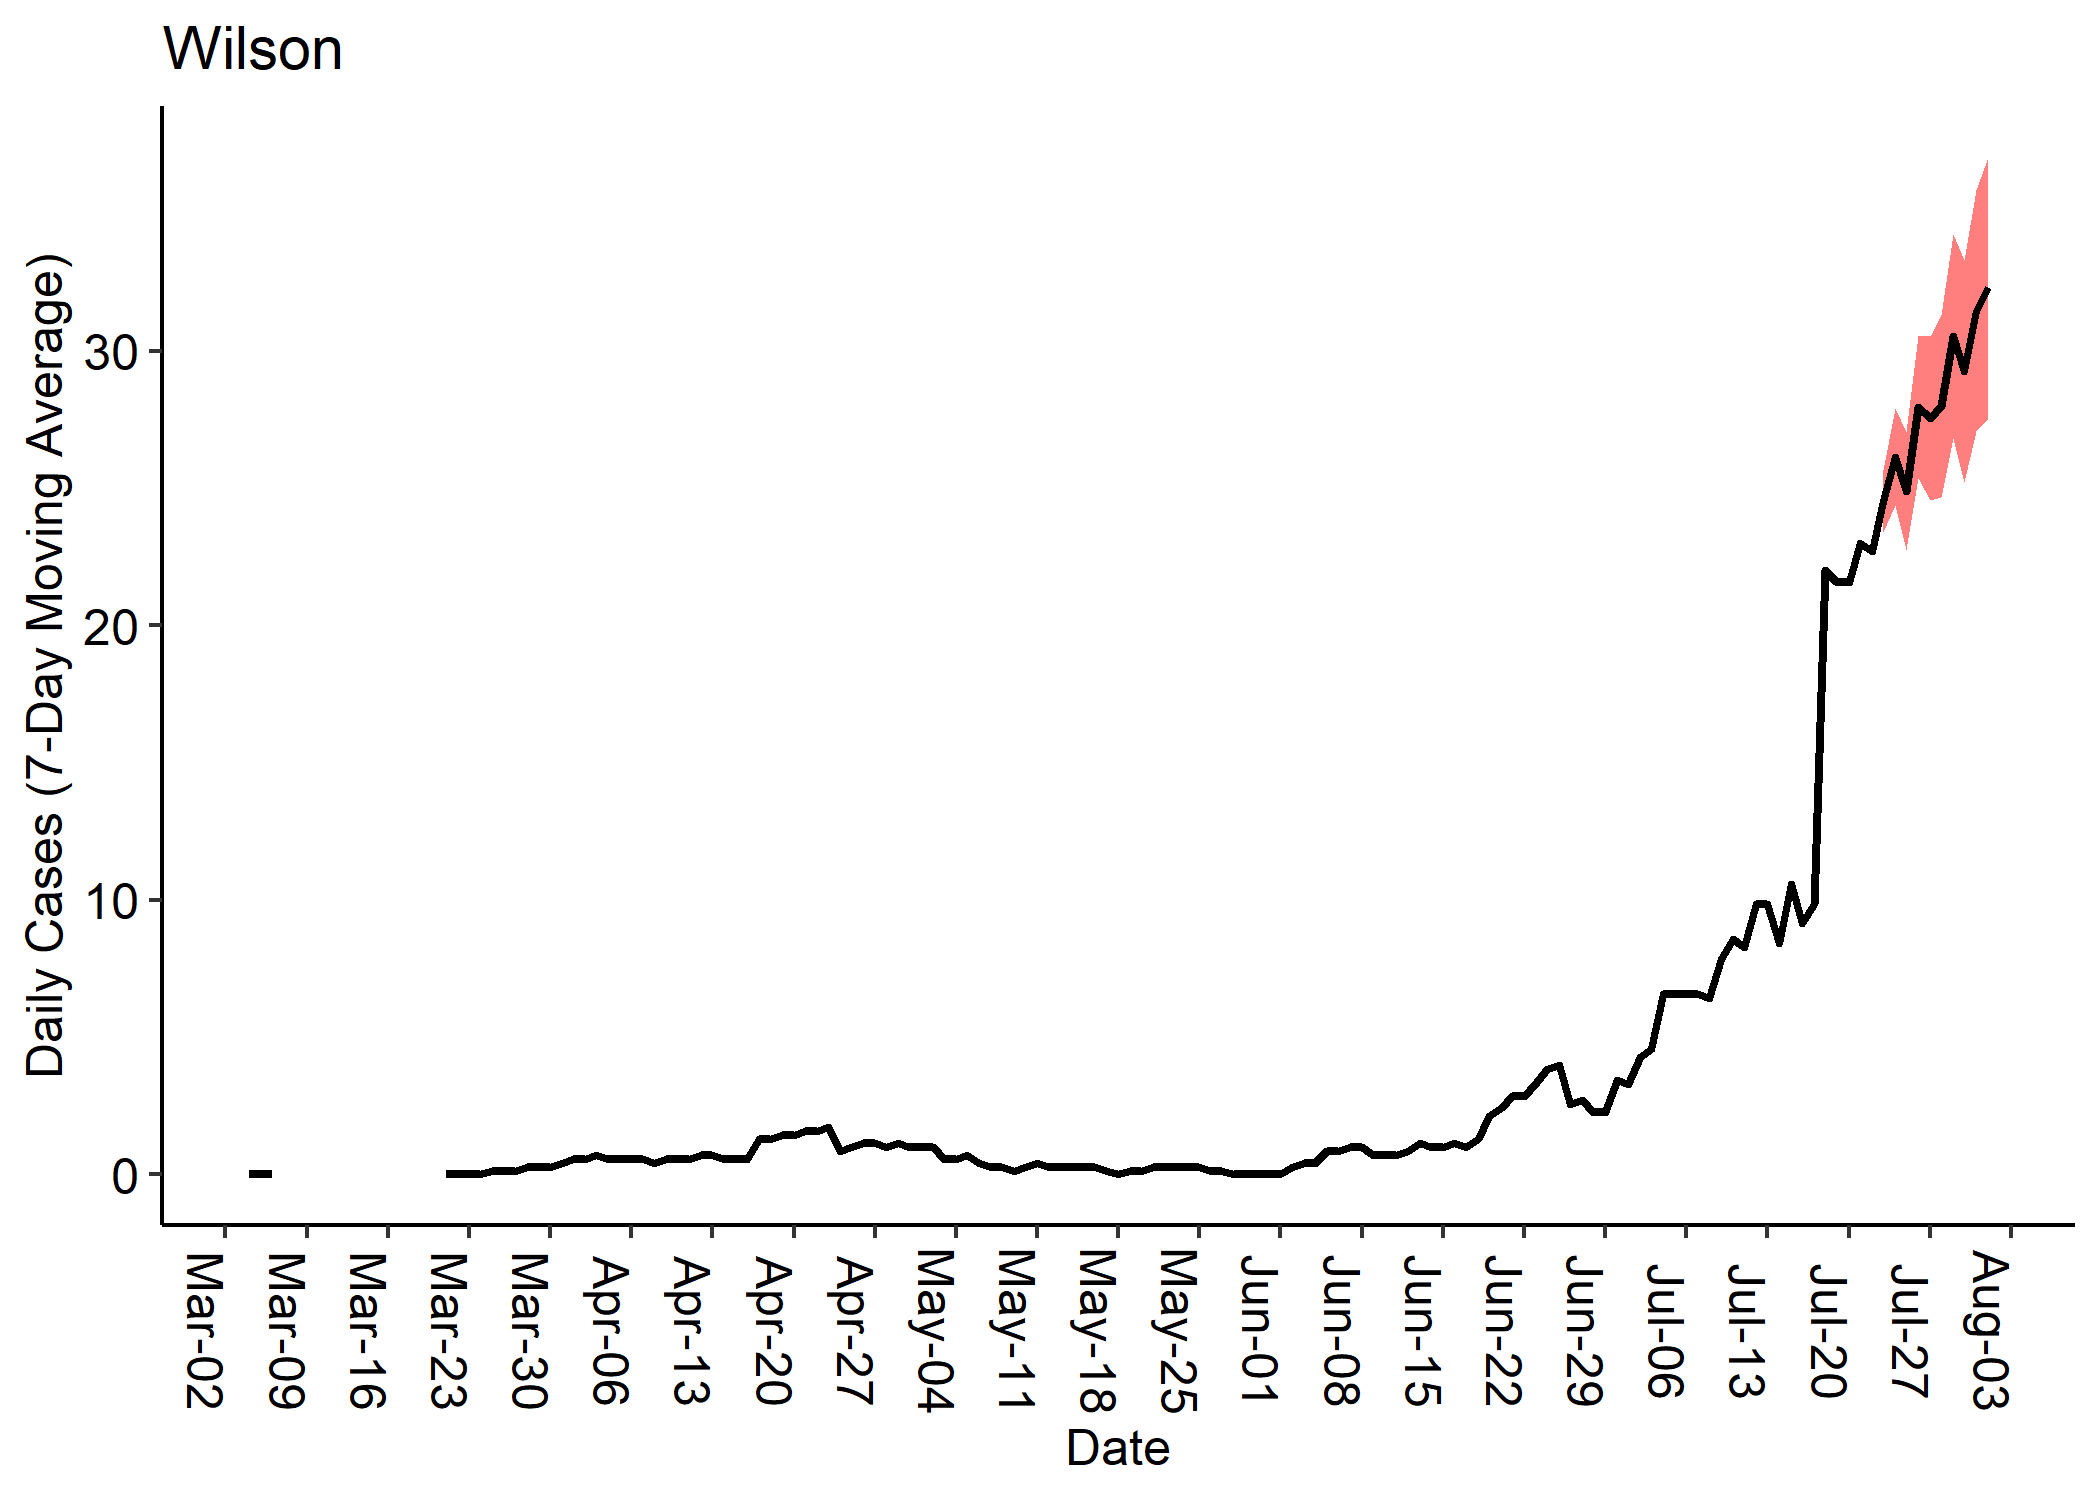 Wilson
Daily Cases (7-Day Moving Average)
30
20
10
0
Mar-02
Mar-09
Mar-16
Mar-23
Mar-30
Apr-06
Apr-13
Apr-20
Apr-27
May-04
May-11
May-18
May-25
Jun-01
Jun-08
Jun-15
Jun-22
Jun-29
Jul-06
Jul-13
Jul-20
Jul-27
Aug-03
Date